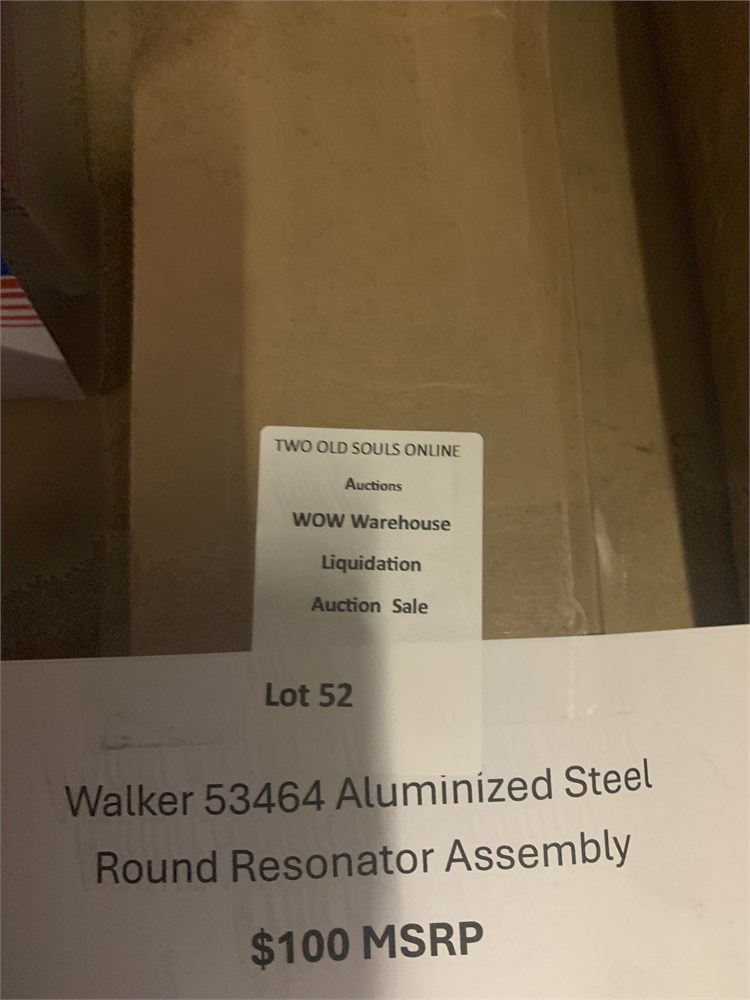 TWO OLD SOULS ONLINE
Auctions
WOW Warehouse
Liquidation
Auction Sale
Lot 52
Walker 53464 Aluminized Steel
Round Resonator Assembly
$100 MSRP